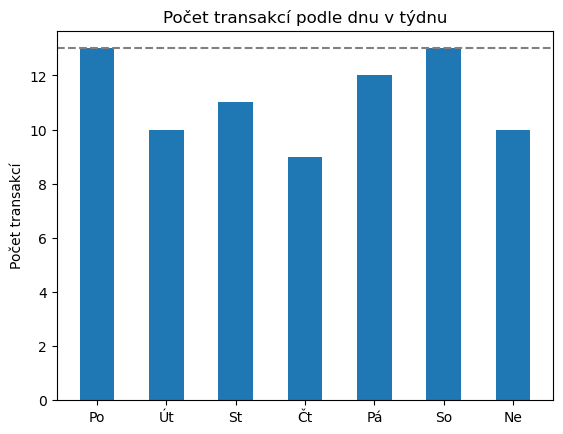 Počet transakcí podle dnu v týdnu
Počet transakcí
12
10
8
6
4
2
0
Po Út St Čt Pá So Ne